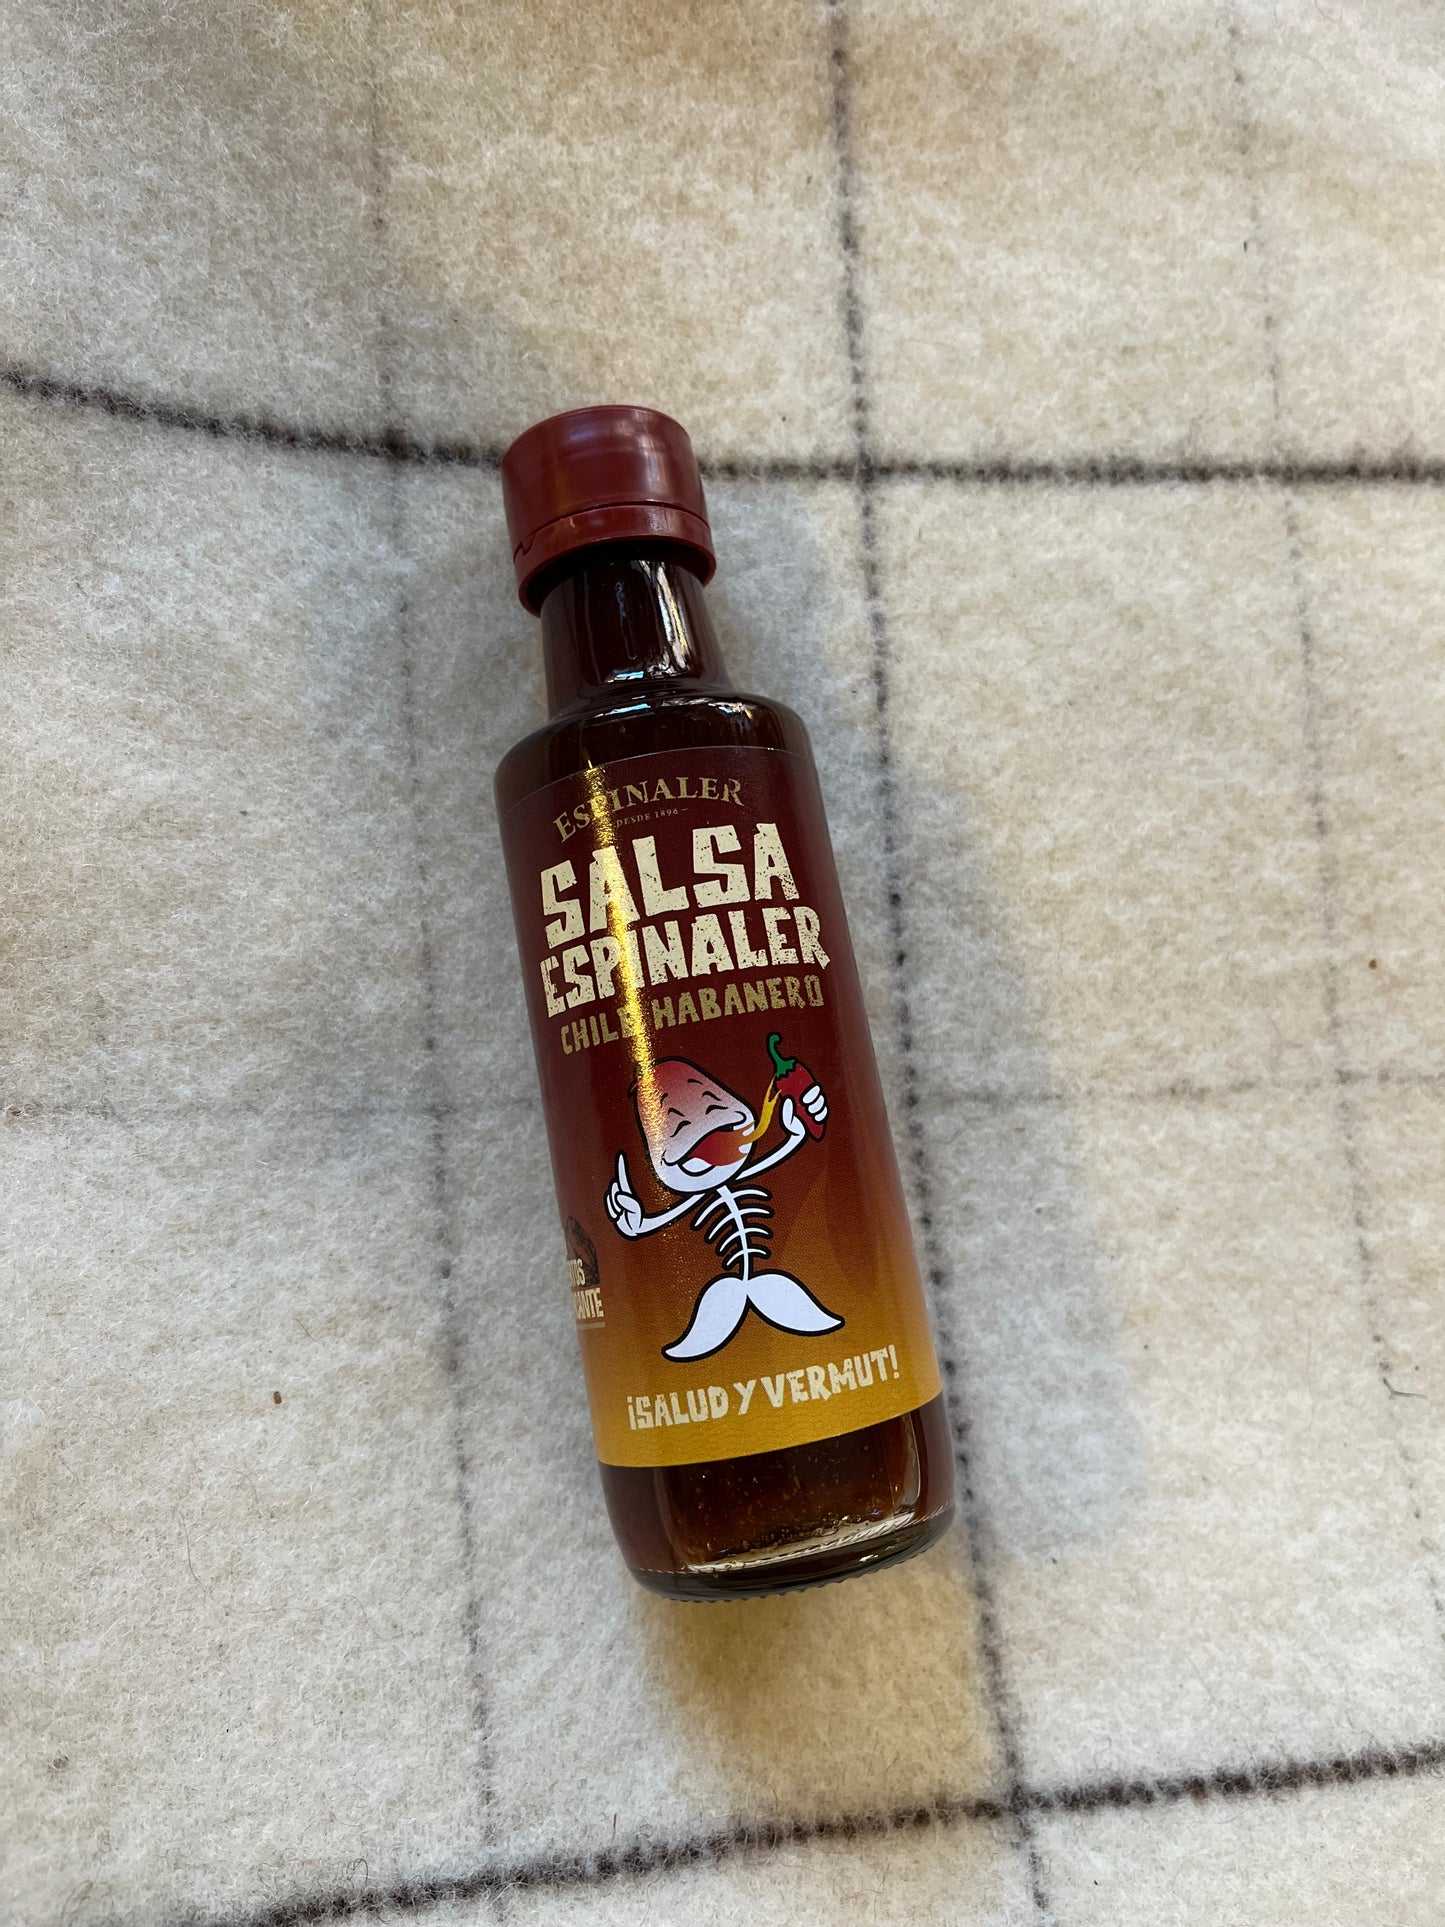 ESPINALER
DESDE 1896
SALSA
ESPINALER
CHILE HABANERO
¡SALUD Y VERMUT!